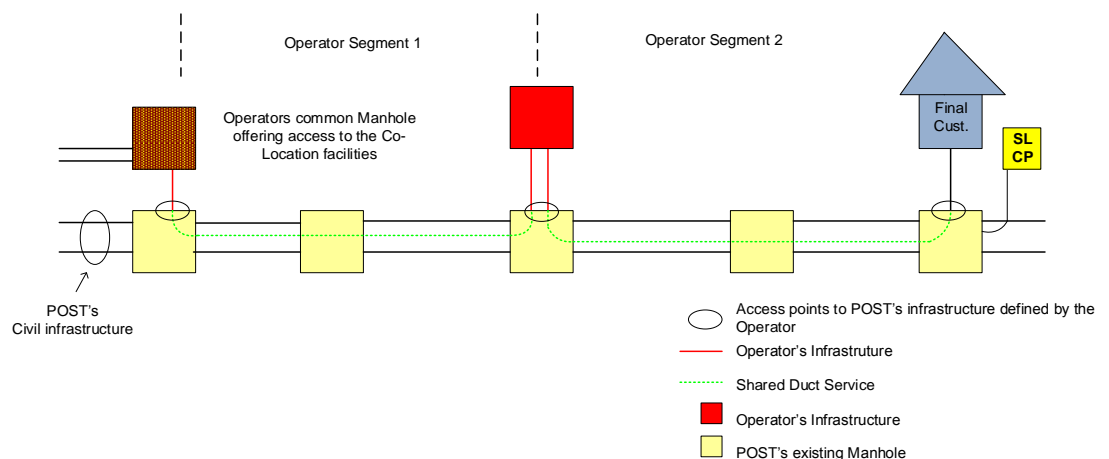 Operator Segment 1
Operator Segment 2
Operators common Manhole
offering access to the Co-
Location facilities
Final
Cust.
SL
CP
POST's
Civil infrastructure
Access points to POST's infrastructure defined by the
Operator
Operator's Infrastruture
Shared Duct Service
Operator's Infrastructure
POST's existing Manhole